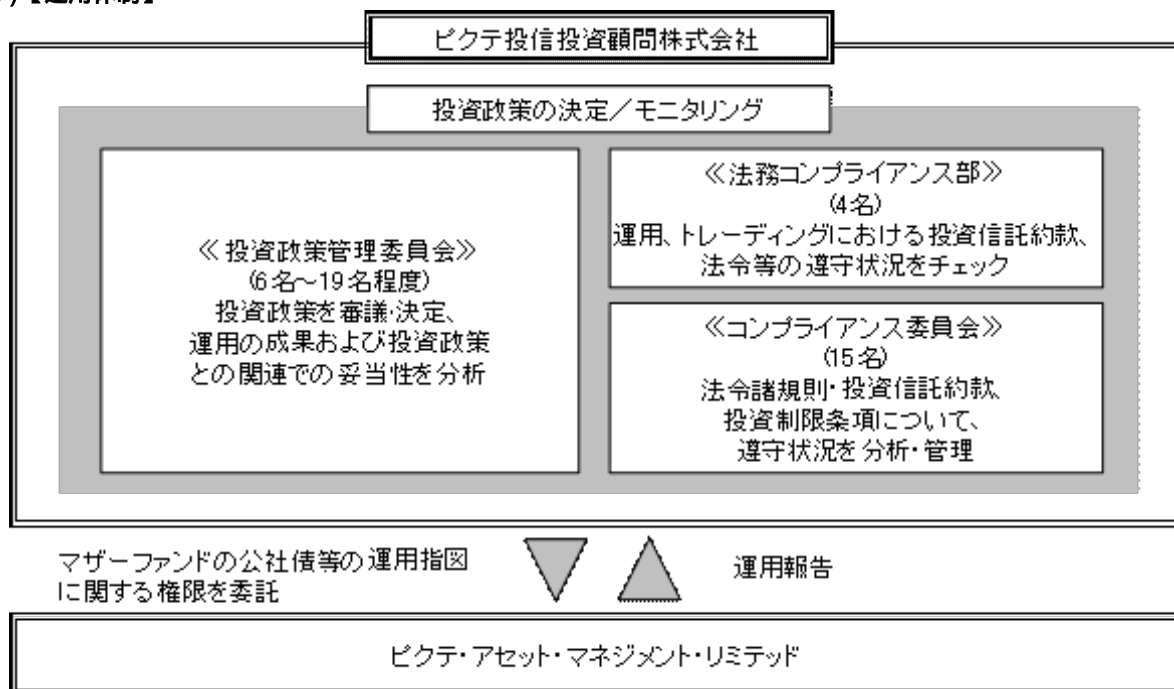 【運用体制】
ピクテ投信投資顧問株式会社
投資政策の決定／モニタリング
≪投資政策管理委員会≫
(6名～19名程度)
投資政策を審議・決定、
運用の成果および投資政策
との関連での妥当性を分析
≪法務コンプライアンス部≫
(4名)
運用、トレーディングにおける投資信託約款、
法令等の遵守状況をチェック
≪コンプライアンス委員会≫
(15名)
法令諸規則・投資信託約款、
投資制限条項について、
遵守状況を分析・管理
マザーファンドの公社債等の運用指図
に関する権限を委託
運用報告
ピクテ・アセット・マネジメント・リミテッド